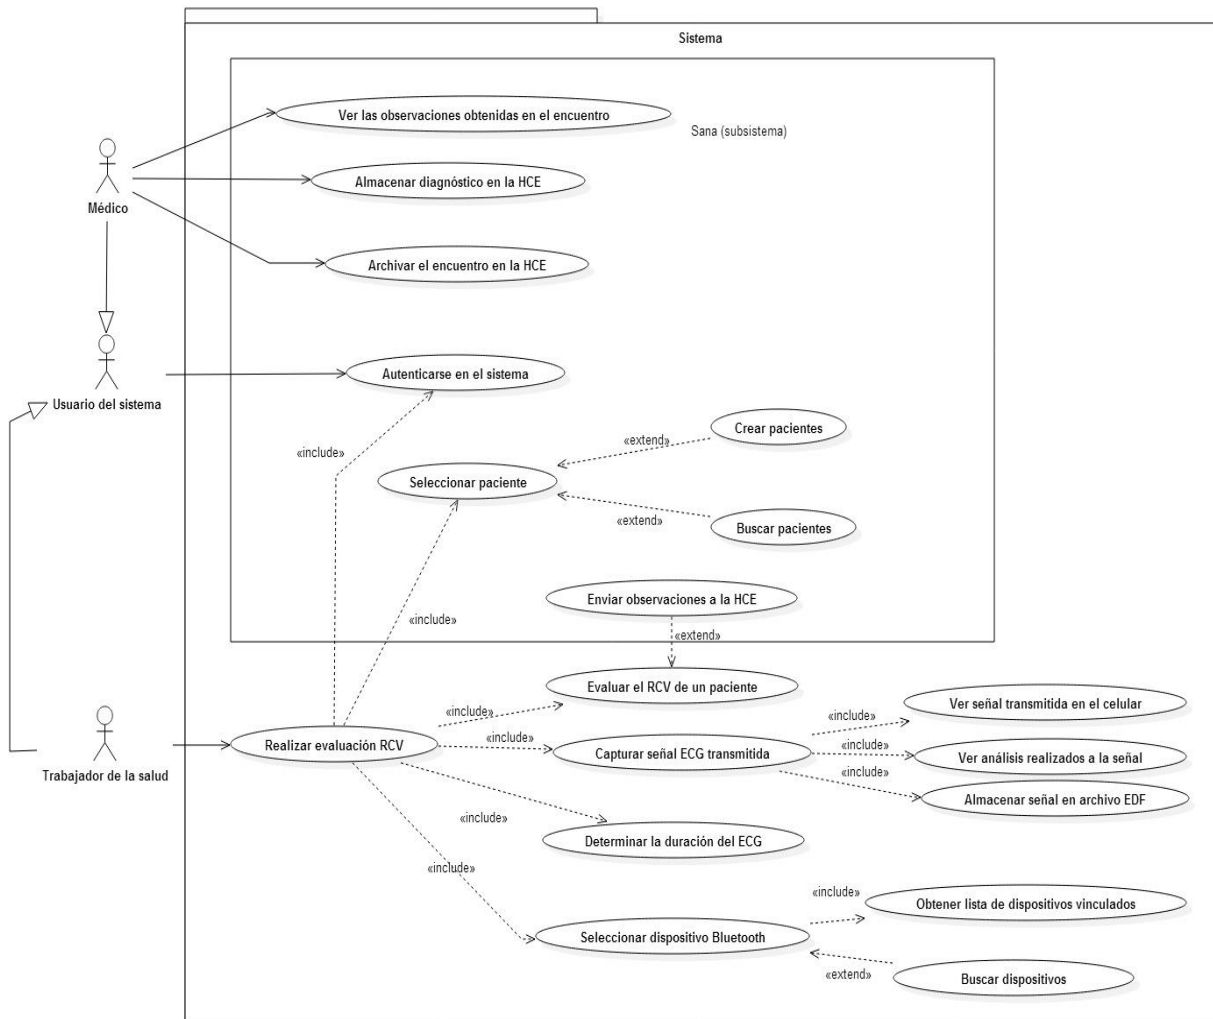 Sistema
Ver las observaciones obtenidas en el encuentro
Sana (subsistema)
Almacenar diagnóstico en la HCE
Médico
Archivar el encuentro en la HCE
Autenticarse en el sistema
Usuario del sistema
Crear pacientes
«extend»
«include»
Seleccionar paciente
«extend»
Buscar pacientes
Enviar observaciones a la HCE
«include»
«extend»
Evaluar el RCV de un paciente
Ver señal transmitida en el celular
«include»
«include»
Realizar evaluación RCV
«include»
Capturar señal ECG transmitida
«include»
Ver análisis realizados a la señal
Trabajador de la salud
«include»
Almacenar señal en archivo EDF
«include»
Determinar la duración del ECG
«include»
«include»
Obtener lista de dispositivos vinculados
Seleccionar dispositivo Bluetooth
«extend»
Buscar dispositivos